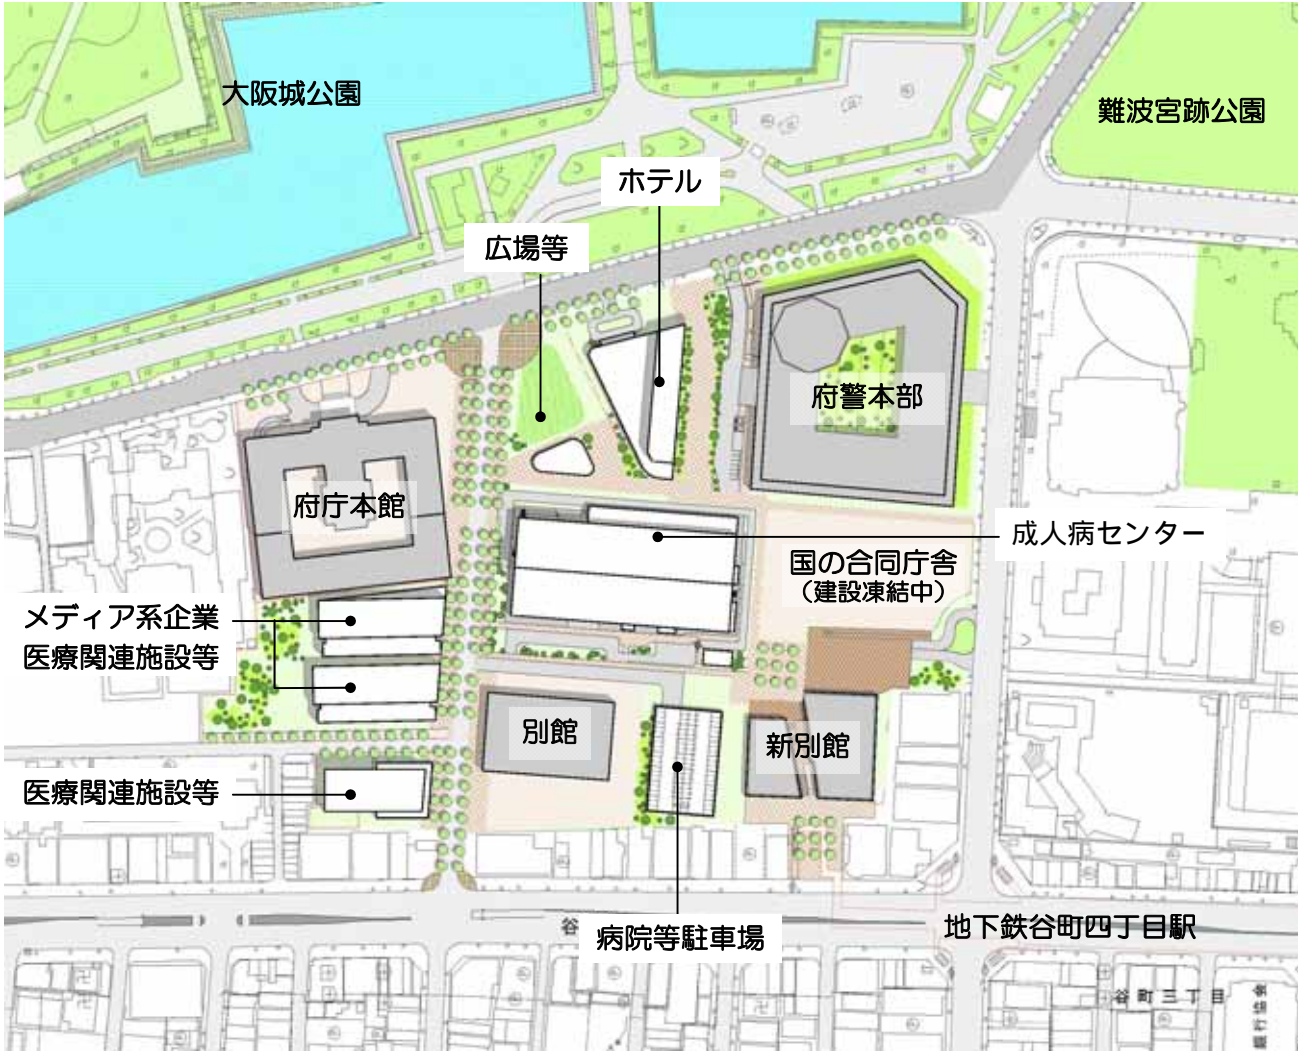 大阪城公園
難波宮跡公園
ホテル
広場等
府警本部
府庁本館
成人病センター
国の合同庁舎
(建設凍結中)
メディア系企業
医療関連施設等
別館
新別館
医療関連施設等
谷
病院等駐車場
地下鉄谷町四丁目駅
谷町三丁目
銀行協会